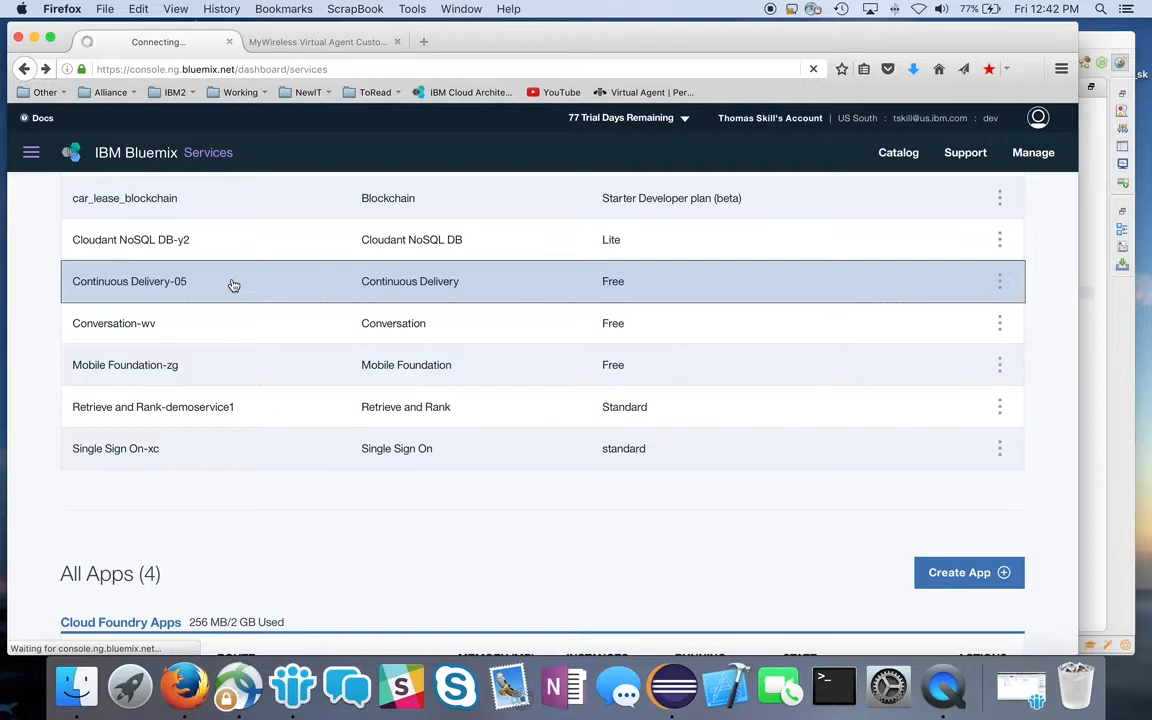 Firefox File Edit View History Bookmarks ScrapBook Tools Window Help 77% Fri 12:42 PM
Connecting... MyWireless Virtual Agent Custo...
https://console.ng.bluemix.net/dashboard/services
Other Alliance IBM2 Working NewIT ToRead IBM Cloud Archite... YouTube Virtual Agent | Per...
_sk
Docs 77 Trial Days Remaining Thomas Skill's Account | US South : tskill@us.ibm.com : dev
IBM Bluemix Services Catalog Support Manage
car_lease_blockchain Blockchain Starter Developer plan (beta)
Cloudant NoSQL DB-y2 Cloudant NoSQL DB Lite
Continuous Delivery-05 Continuous Delivery Free
Conversation-wv Conversation Free
Mobile Foundation-zg Mobile Foundation Free
Retrieve and Rank-demoservice1 Retrieve and Rank Standard
Single Sign On-xc Single Sign On standard
All Apps (4) Create App
Cloud Foundry Apps 256 MB/2 GB Used
Waiting for console.ng.bluemix.net...